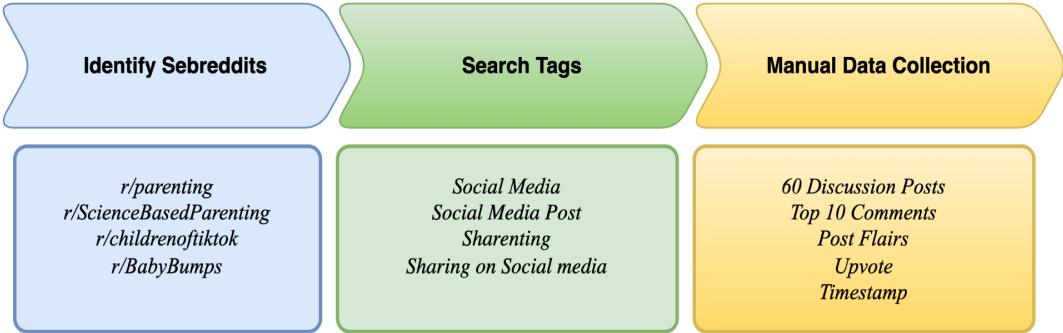 Identify Sebreddits
Search Tags
Manual Data Collection
r/parenting
r/ScienceBasedParenting
r/childrenoftiktok
r/BabyBumps
Social Media
Social Media Post
Sharenting
Sharing on Social media
60 Discussion Posts
Top 10 Comments
Post Flairs
Upvote
Timestamp